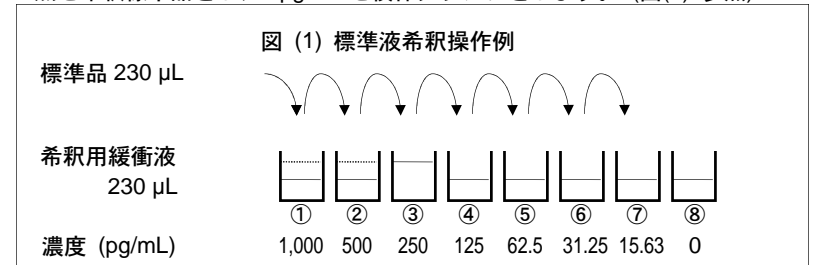 図 (1) 標準液希釈操作例
標準品 230 µL
希釈用緩衝液
230 µL
① ② ③ ④ ⑤ ⑥ ⑦ ⑧
濃度 (pg/mL) 1,000 500 250 125 62.5 31.25 15.63 0